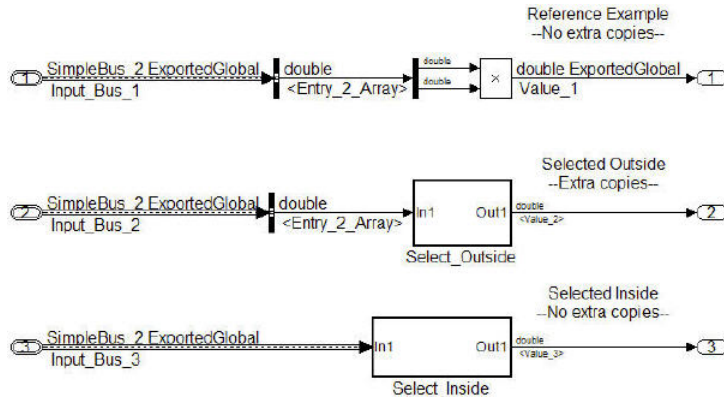 Reference Example
--No extra copies--
1 SimpleBus_2 ExportedGlobal double double double ExportedGlobal 1
Input_Bus_1 <Entry_2_Array> double × Value_1
Selected Outside
--Extra copies--
2 SimpleBus_2 ExportedGlobal double In1 Out1 double 2
Input_Bus_2 <Entry_2_Array> <Value_2>
Select_Outside
Selected Inside
--No extra copies--
3 SimpleBus_2 ExportedGlobal In1 Out1 double 3
Input_Bus_3 <Value_3>
Select_Inside